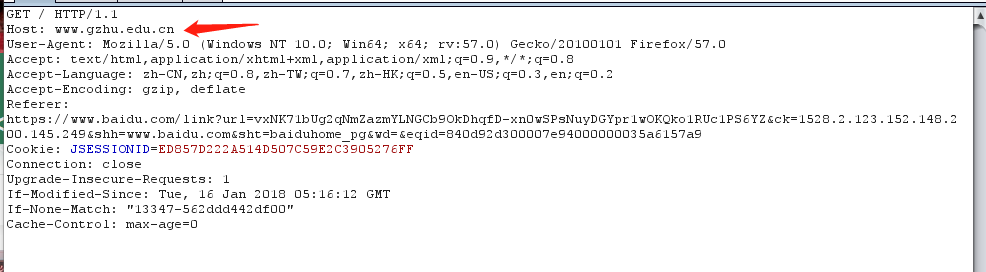 GET / HTTP/1.1
Host: www.gzhu.edu.cn
User-Agent: Mozilla/5.0 (Windows NT 10.0; Win64; x64; rv:57.0) Gecko/20100101 Firefox/57.0
Accept: text/html,application/xhtml+xml,application/xml;q=0.9,*/*;q=0.8
Accept-Language: zh-CN,zh;q=0.8,zh-TW;q=0.7,zh-HK;q=0.5,en-US;q=0.3,en;q=0.2
Accept-Encoding: gzip, deflate
Referer:
https://www.baidu.com/link?url=vxNK71bUg2qNmZazmYLNGCb9OkDhqfD-xn0wSPsNuyDGYpr1wOKQko1RUc1PS6YZ&ck=1528.2.123.152.148.2
00.145.249&shh=www.baidu.com&sht=baiduhome_pg&wd=&eqid=840d92d300007e94000000035a6157a9
Cookie: JSESSIONID=ED857D222A514D507C59E2C3905276FF
Connection: close
Upgrade-Insecure-Requests: 1
If-Modified-Since: Tue, 16 Jan 2018 05:16:12 GMT
If-None-Match: "13347-562ddd442df00"
Cache-Control: max-age=0